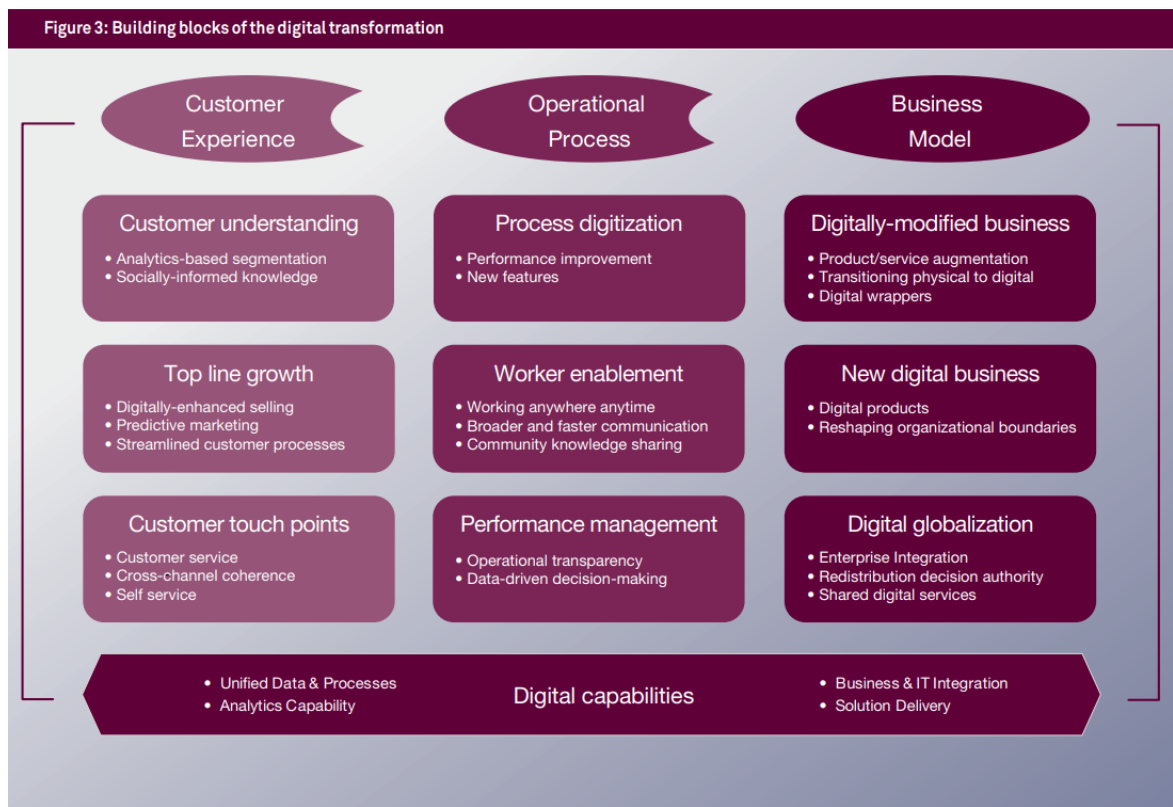 Figure 3: Building blocks of the digital transformation
Customer
Experience
Operational
Process
Business
Model
Customer understanding
• Analytics-based segmentation
• Socially-informed knowledge
Process digitization
• Performance improvement
• New features
Digitally-modified business
• Product/service augmentation
• Transitioning physical to digital
• Digital wrappers
Top line growth
• Digitally-enhanced selling
• Predictive marketing
• Streamlined customer processes
Worker enablement
• Working anywhere anytime
• Broader and faster communication
• Community knowledge sharing
New digital business
• Digital products
• Reshaping organizational boundaries
Customer touch points
• Customer service
• Cross-channel coherence
• Self service
Performance management
• Operational transparency
• Data-driven decision-making
Digital globalization
• Enterprise Integration
• Redistribution decision authority
• Shared digital services
• Unified Data & Processes
• Analytics Capability
Digital capabilities
• Business & IT Integration
• Solution Delivery